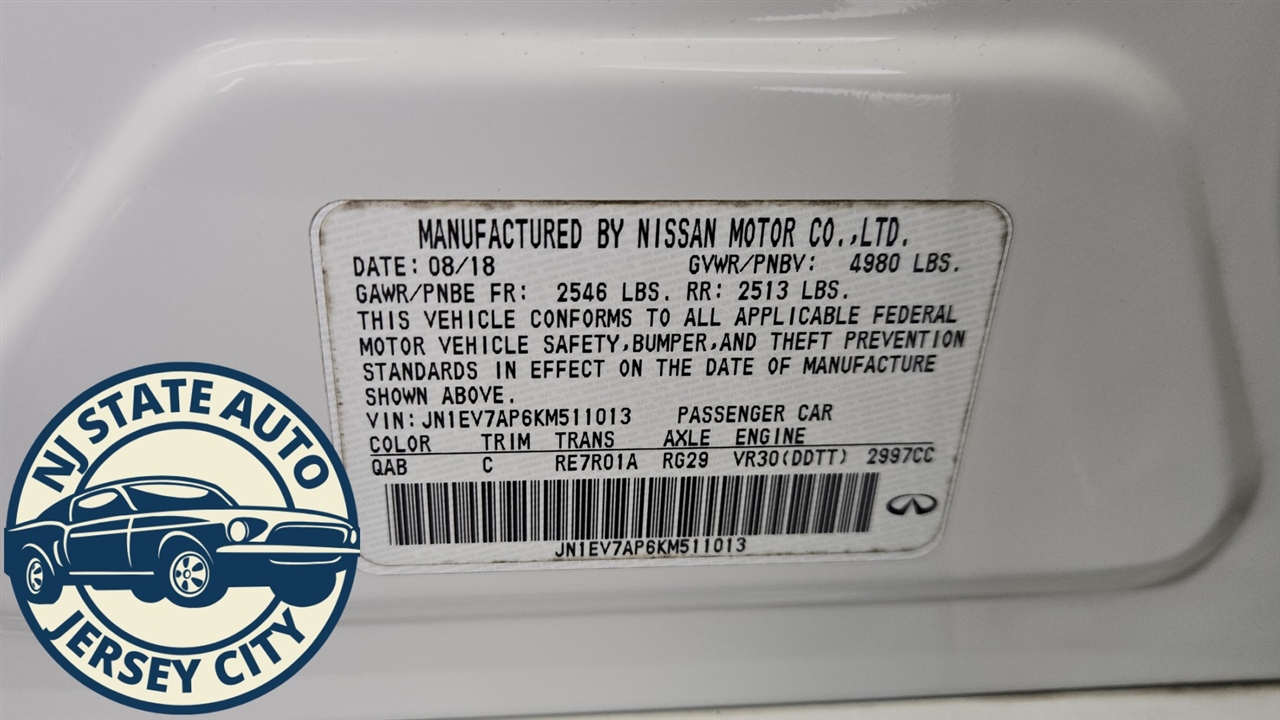 MANUFACTURED BY NISSAN MOTOR CO.,LTD.
DATE: 08/18 GVWR/PNBV: 4980 LBS.
GAWR/PNBE FR: 2546 LBS. RR: 2513 LBS.
THIS VEHICLE CONFORMS TO ALL APPLICABLE FEDERAL
MOTOR VEHICLE SAFETY,BUMPER,AND THEFT PREVENTION
STANDARDS IN EFFECT ON THE DATE OF MANUFACTURE
SHOWN ABOVE.
VIN: JN1EV7AP6KM511013 PASSENGER CAR
COLOR TRIM TRANS AXLE ENGINE
QAB C RE7R01A RG29 VR30(DDTT) 2997CC
JN1EV7AP6KM511013
NJ STATE AUTO
JERSEY CITY